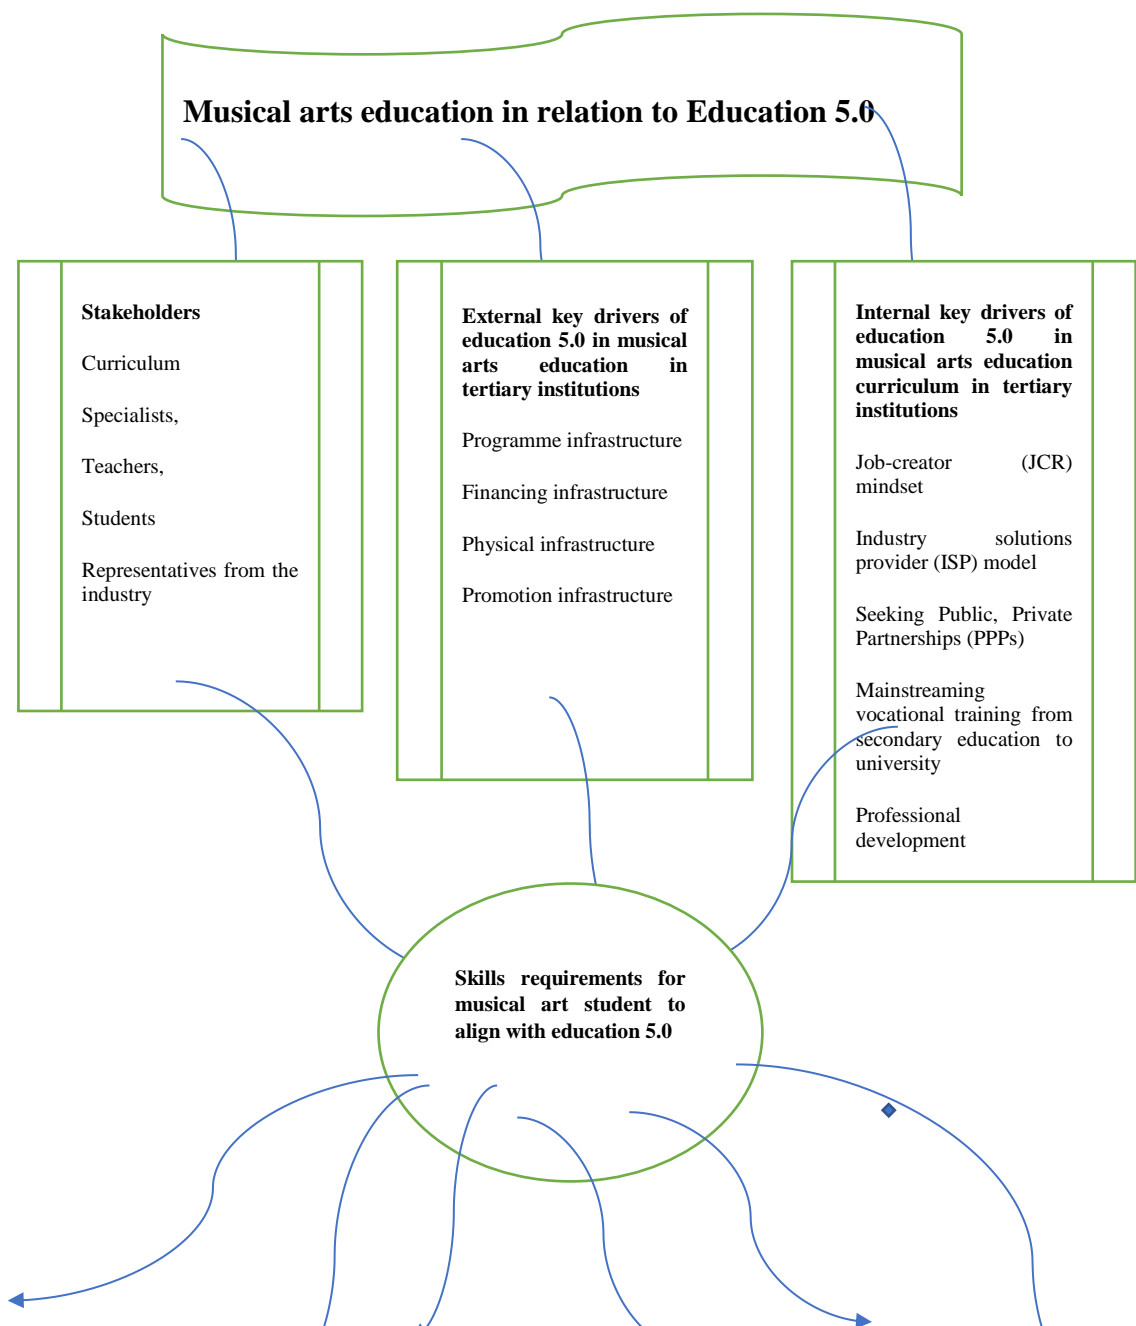 Musical arts education in relation to Education 5.0
Stakeholders
Curriculum
Specialists,
Teachers,
Students
Representatives from the
industry
External key drivers of
education 5.0 in musical
arts education in
tertiary institutions
Programme infrastructure
Financing infrastructure
Physical infrastructure
Promotion infrastructure
Internal key drivers of
education 5.0 in
musical arts education
curriculum in tertiary
institutions
Job-creator (JCR)
mindset
Industry solutions
provider (ISP) model
Seeking Public, Private
Partnerships (PPPs)
Mainstreaming
vocational training from
secondary education to
university
Professional
development
Skills requirements for
musical art student to
align with education 5.0